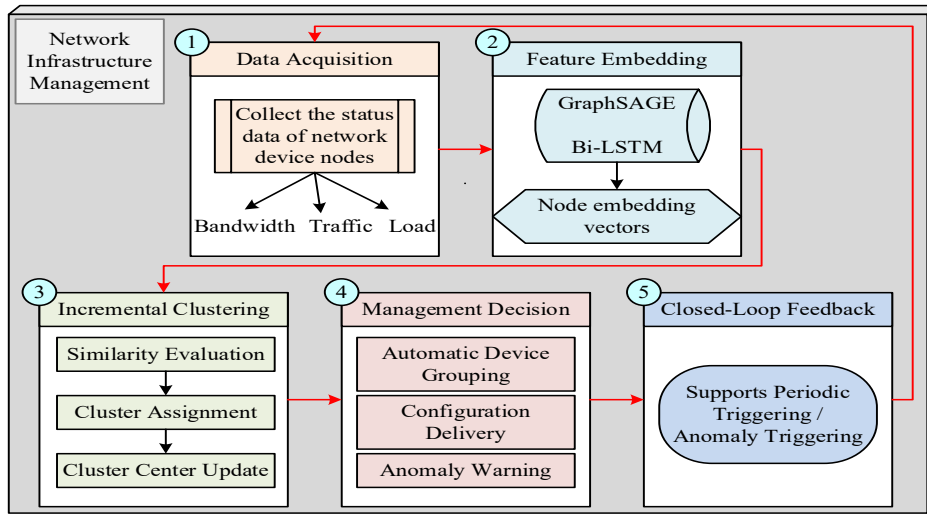 Network
Infrastructure
Management
1
Data Acquisition
Collect the status
data of network
device nodes
Bandwidth Traffic Load
2
Feature Embedding
GraphSAGE
Bi-LSTM
Node embedding
vectors
3
Incremental Clustering
Similarity Evaluation
Cluster Assignment
Cluster Center Update
4
Management Decision
Automatic Device
Grouping
Configuration
Delivery
Anomaly Warning
5
Closed-Loop Feedback
Supports Periodic
Triggering /
Anomaly Triggering